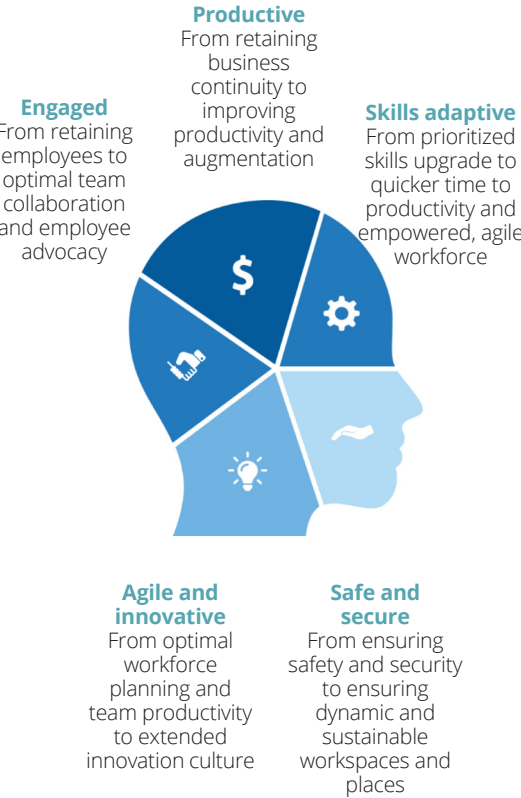 Productive
From retaining
business
continuity to
improving
productivity and
augmentation
Engaged
From retaining
employees to
optimal team
collaboration
and employee
advocacy
Skills adaptive
From prioritized
skills upgrade to
quicker time to
productivity and
empowered, agile
workforce
$
Agile and
innovative
From optimal
workforce
planning and
team productivity
to extended
innovation culture
Safe and
secure
From ensuring
safety and security
to ensuring
dynamic and
sustainable
workspaces and
places